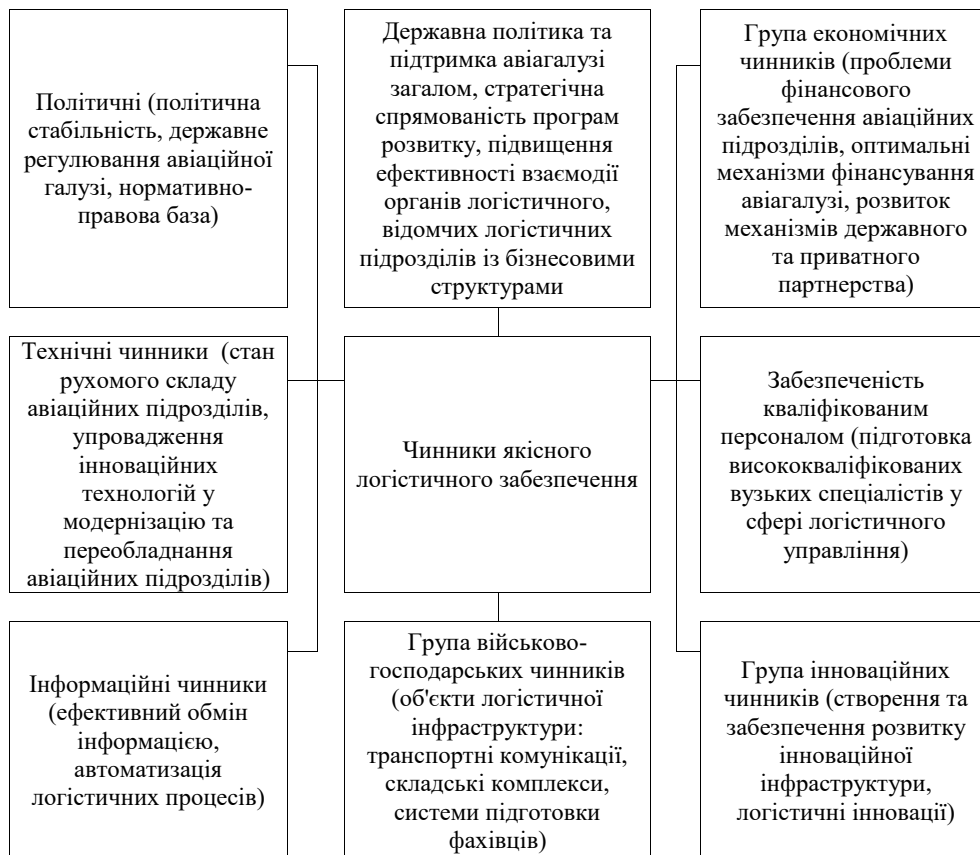 Політичні (політична
стабільність, державне
регулювання авіаційної
галузі, нормативно-
правова база)
Державна політика та
підтримка авіагалузі
загалом, стратегічна
спрямованість програм
розвитку, підвищення
ефективності взаємодії
органів логістичного,
відомчих логістичних
підрозділів із бізнесовими
структурами
Група економічних
чинників (проблеми
фінансового
забезпечення авіаційних
підрозділів, оптимальні
механізми фінансування
авіагалузі, розвиток
механізмів державного
та приватного
партнерства)
Технічні чинники (стан
рухомого складу
авіаційних підрозділів,
упровадження
інноваційних
технологій у
модернізацію та
переобладнання
авіаційних підрозділів)
Чинники якісного
логістичного забезпечення
Забезпеченість
кваліфікованим
персоналом (підготовка
висококваліфікованих
вузьких спеціалістів у
сфері логістичного
управління)
Інформаційні чинники
(ефективний обмін
інформацією,
автоматизація
логістичних процесів)
Група військово-
господарських чинників
(об'єкти логістичної
інфраструктури:
транспортні комунікації,
складські комплекси,
системи підготовки
фахівців)
Група інноваційних
чинників (створення та
забезпечення розвитку
інноваційної
інфраструктури,
логістичні інновації)